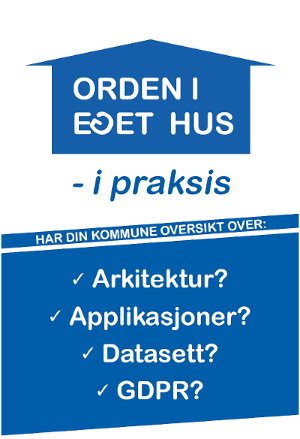 ORDEN I
EGET HUS
- i praksis
HAR DIN KOMMUNE OVERSIKT OVER:
✓ Arkitektur?
✓ Applikasjoner?
✓ Datasett?
✓ GDPR?